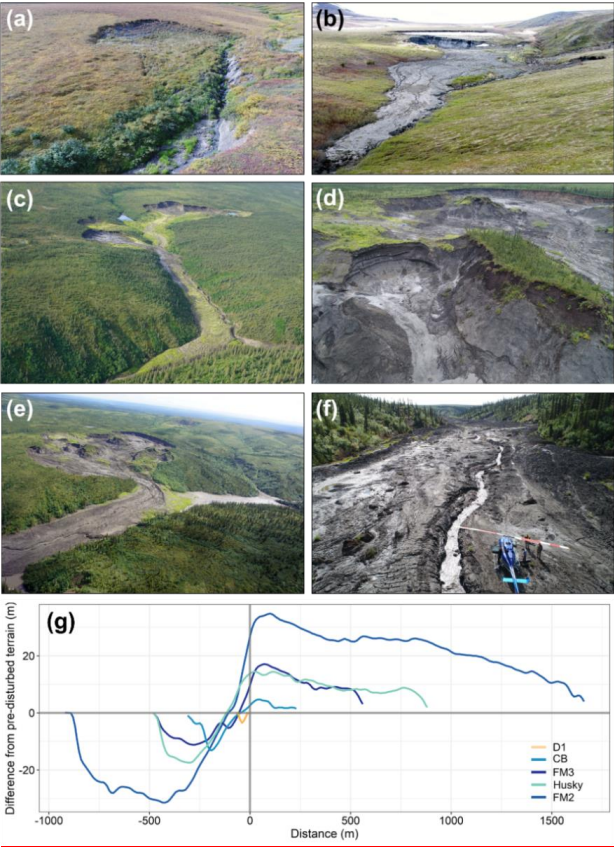 (a)
(b)
(c)
(d)
(e)
(f)
(g)
Difference from pre-disturbed terrain (m)
20
0
-20
D1
CB
FM3
Husky
FM2
-1000
-500
0
500
1000
1500
Distance (m)